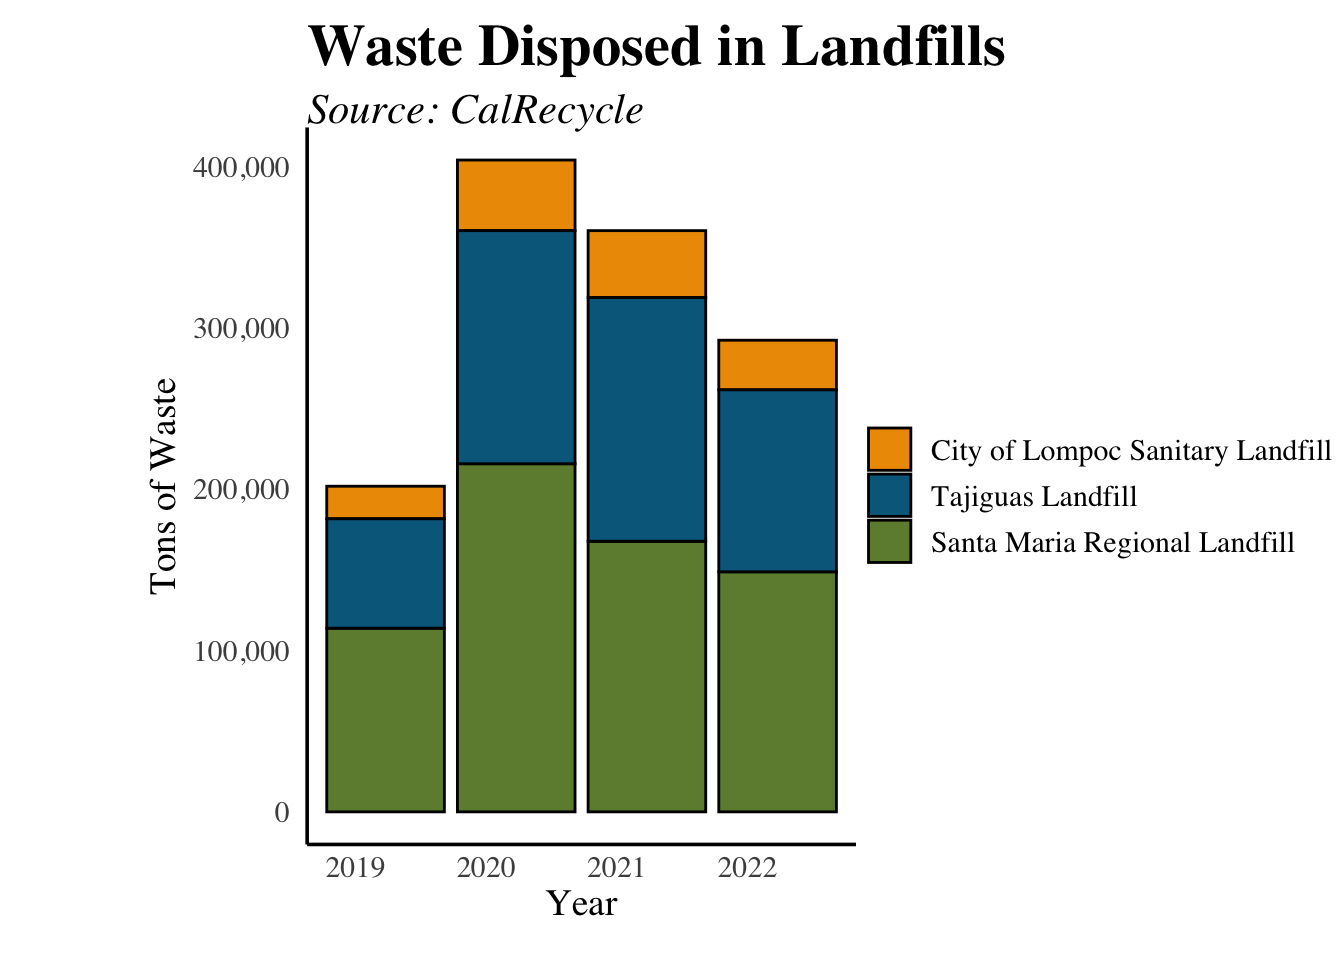 Waste Disposed in Landfills
Source: CalRecycle
400,000
300,000
200,000
100,000
0
Tons of Waste
2019 2020 2021 2022
Year
City of Lompoc Sanitary Landfill
Tajiguas Landfill
Santa Maria Regional Landfill